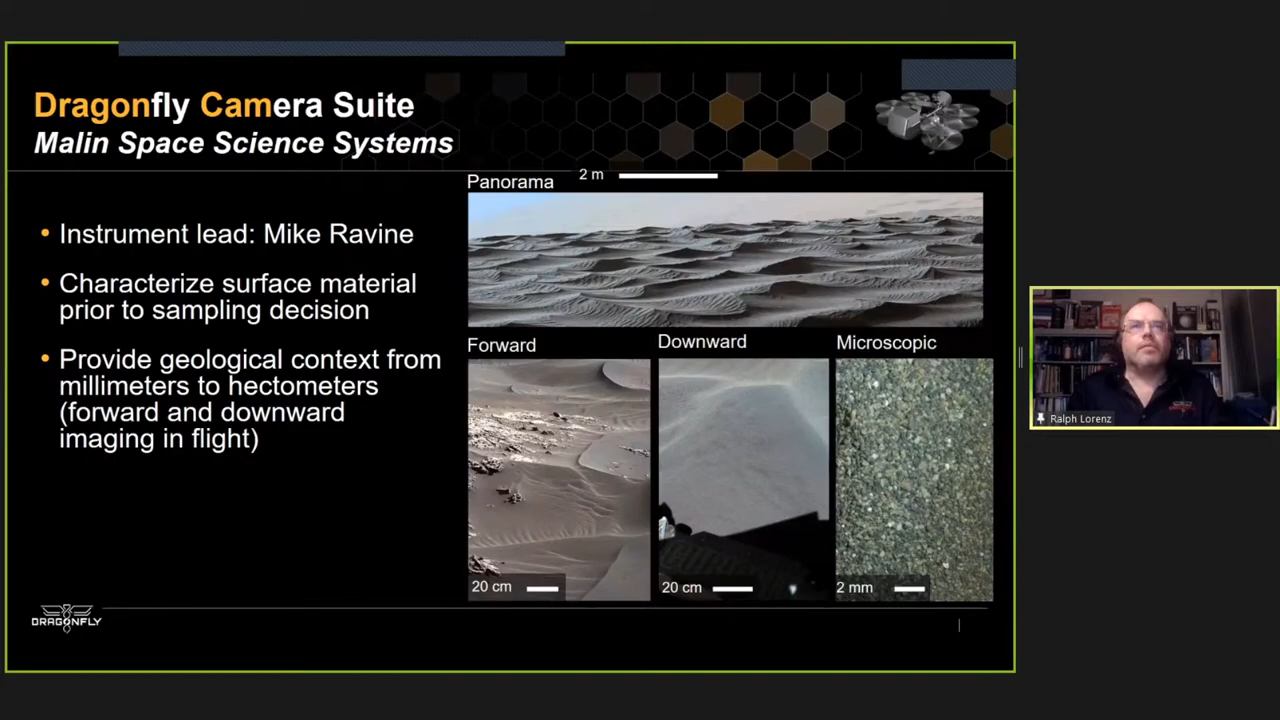 Dragonfly Camera Suite
Malin Space Science Systems
Instrument lead: Mike Ravine
Characterize surface material
prior to sampling decision
Provide geological context from
millimeters to hectometers
(forward and downward
imaging in flight)
Panorama
2 m
Forward
20 cm
Downward
20 cm
Microscopic
2 mm
DRAGONFLY
Ralph Lorenz